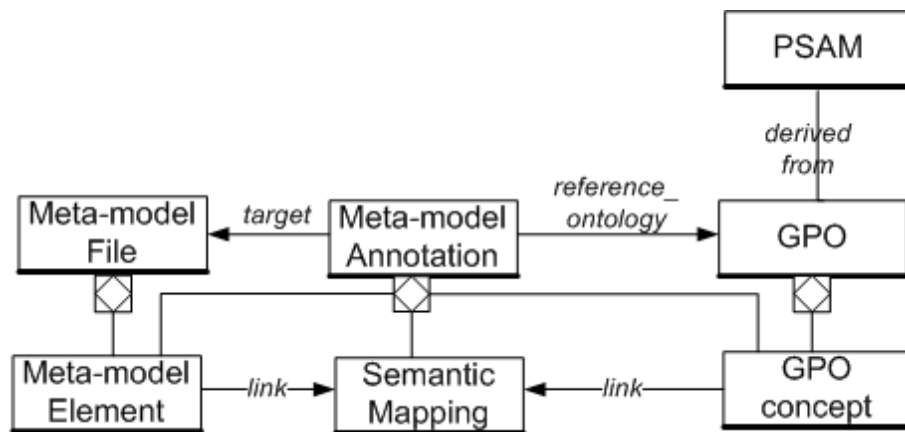 PSAM
derived
from
reference_
ontology
Meta-model
File
target
Meta-model
Annotation
GPO
Meta-model
Element
link
Semantic
Mapping
link
GPO
concept